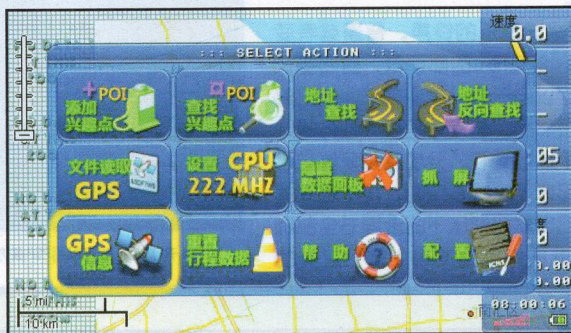 速度
0.0
::: SELECT ACTION :::
+POI
添加
兴趣点
POI
查找
兴趣点
地址
查找
地址
反向查找
文件读取
GPS
设置 CPU
222 MHZ
隐藏
数据面板
抓屏
GPS
信息
重置
行程数据
帮助
配置
5 mi
10 km
08:00:06